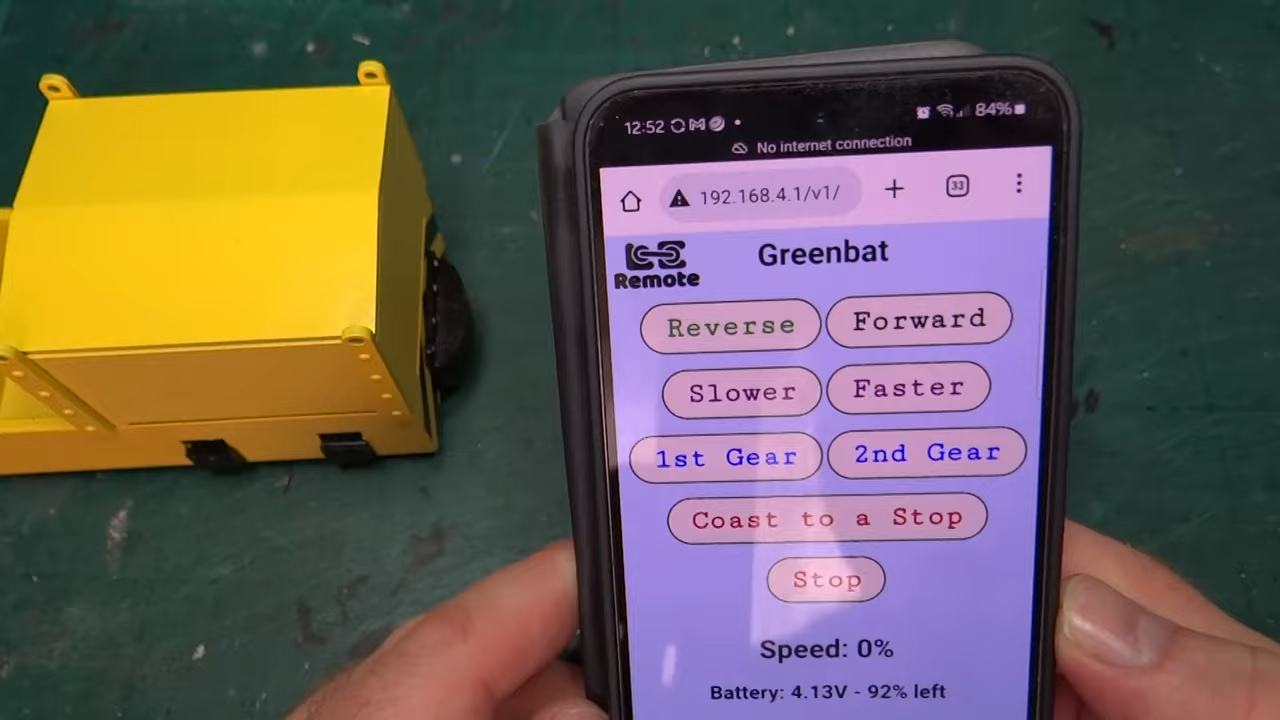 12:52 84%
No internet connection
192.168.4.1/v1/ 33
Remote Greenbat
Reverse Forward
Slower Faster
1st Gear 2nd Gear
Coast to a Stop
Stop
Speed: 0%
Battery: 4.13V - 92% left